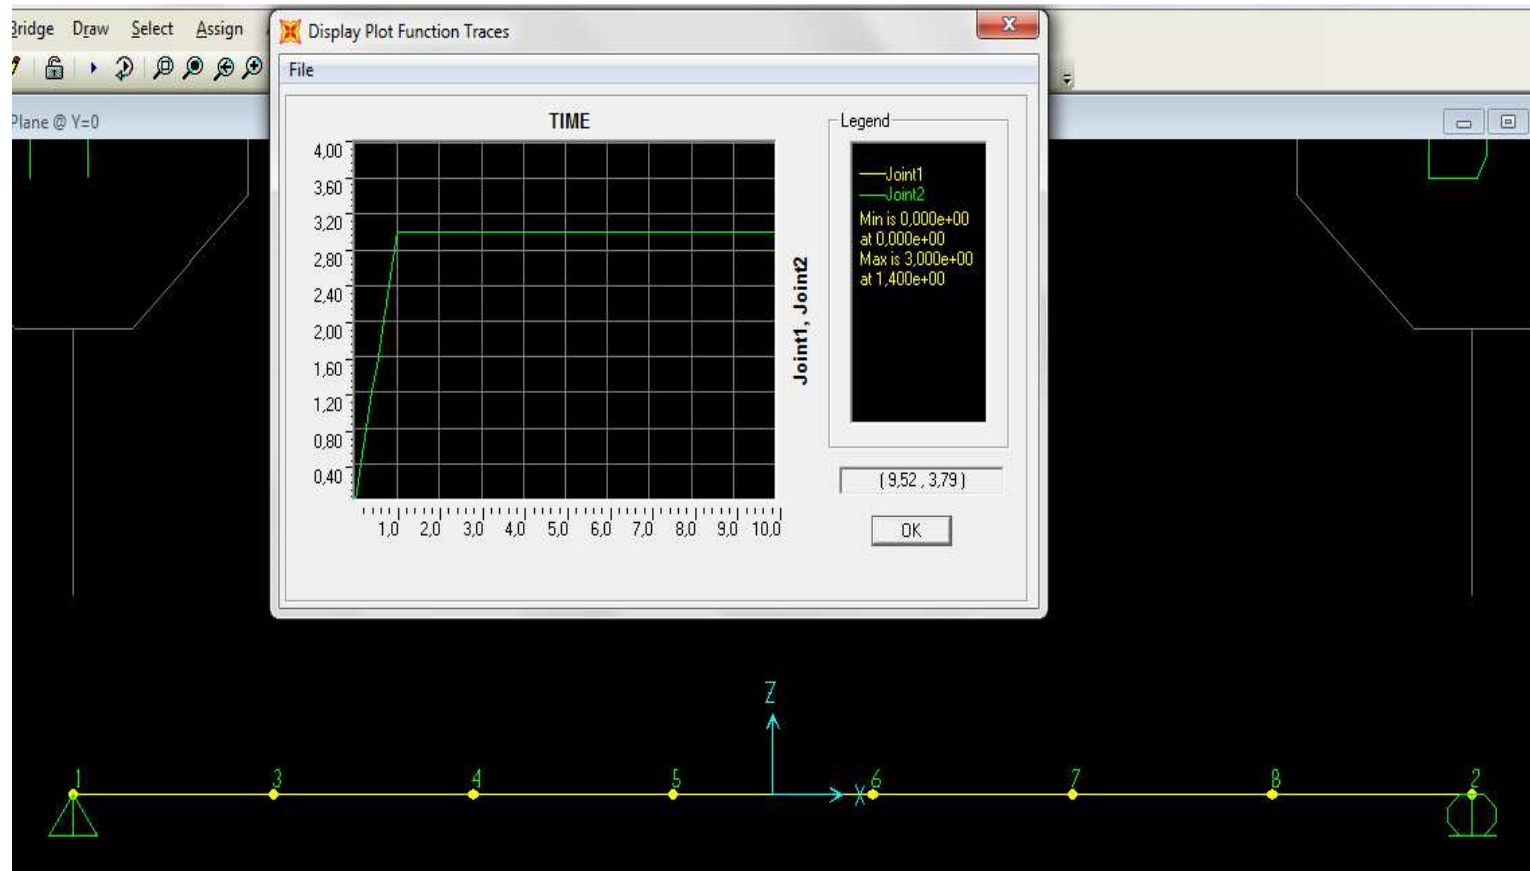 Bridge Draw Select Assign
Display Plot Function Traces
File
Plane @ Y=0
TIME
Legend
4,00
3,60
3,20
2,80
2,40
2,00
1,60
1,20
0,80
0,40
1,0 2,0 3,0 4,0 5,0 6,0 7,0 8,0 9,0 10,0
Joint1, Joint2
Joint1
Joint2
Min is 0,000e+00
at 0,000e+00
Max is 3,000e+00
at 1,400e+00
( 9,52 , 3,79 )
OK
Z
X
1 3 4 5 6 7 8 2